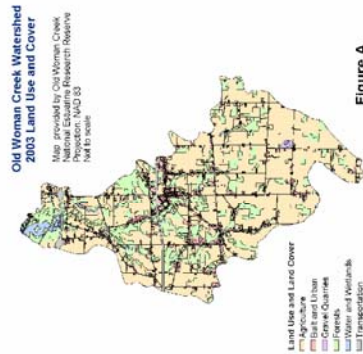 Old Woman Creek Watershed
2003 Land Use and Cover
Map provided by Old Woman Creek
National Estuarine Research Reserve
Projection: NAD 83
Not to scale
Land Use and Land Cover
Agriculture
Built and Urban
Gravel Quarries
Forests
Water and Wetlands
Transportation
Figure A